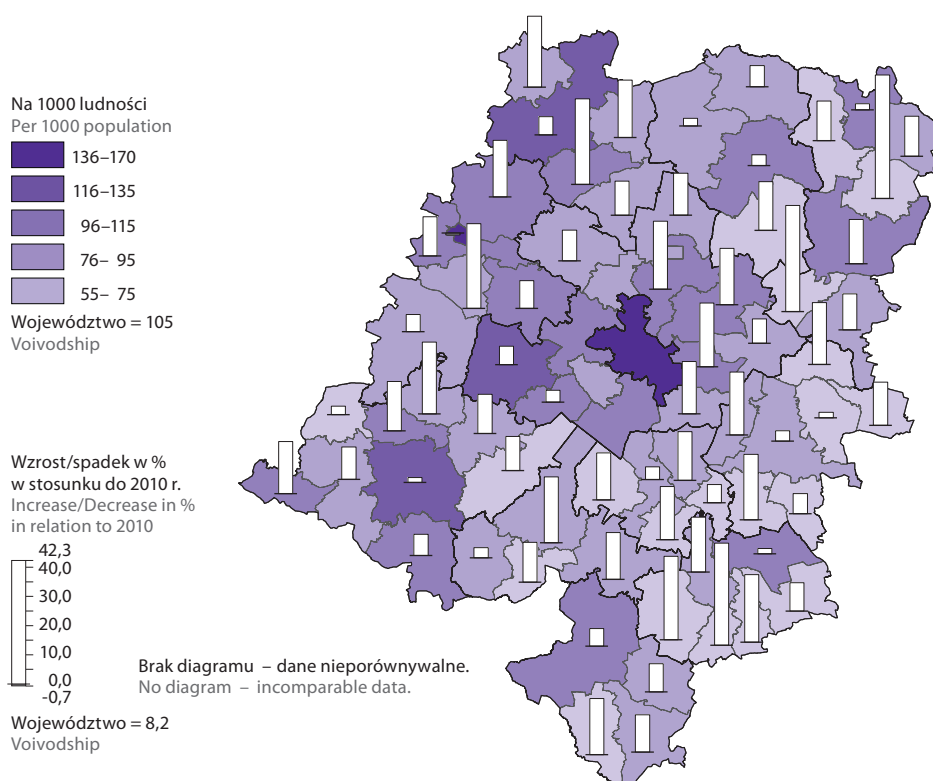 Na 1000 ludności
Per 1000 population
136–170
116–135
96–115
76– 95
55– 75
Województwo = 105
Voivodship
Wzrost/spadek w %
w stosunku do 2010 r.
Increase/Decrease in %
in relation to 2010
42,3
40,0
30,0
20,0
10,0
0,0
-0,7
Województwo = 8,2
Voivodship
Brak diagramu – dane nieporównywalne.
No diagram – incomparable data.